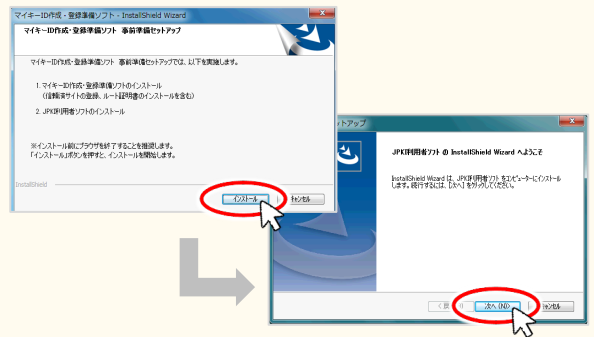 マイキーID作成・登録準備ソフト - InstallShield Wizard
マイキーID作成・登録準備ソフト 事前準備セットアップ
マイキーID作成・登録準備ソフト 事前準備セットアップでは、以下を実施します。
1. マイキーID作成・登録準備ソフトのインストール
(信頼済サイトの登録、ルート証明書のインストールを含む)
2. JPKI利用者ソフトのインストール
※インストール前にブラウザを終了することを推奨します。
「インストール」ボタンを押すと、インストールを開始します。
InstallShield
インストール
キャンセル
トアップ
JPKI利用者ソフト の InstallShield Wizard へようこそ
InstallShield Wizard は、JPKI利用者ソフト をコンピューターにインストール
します。続行するには、[次へ] をクリックしてください。
< 戻
次へ (N)>
キャンセル